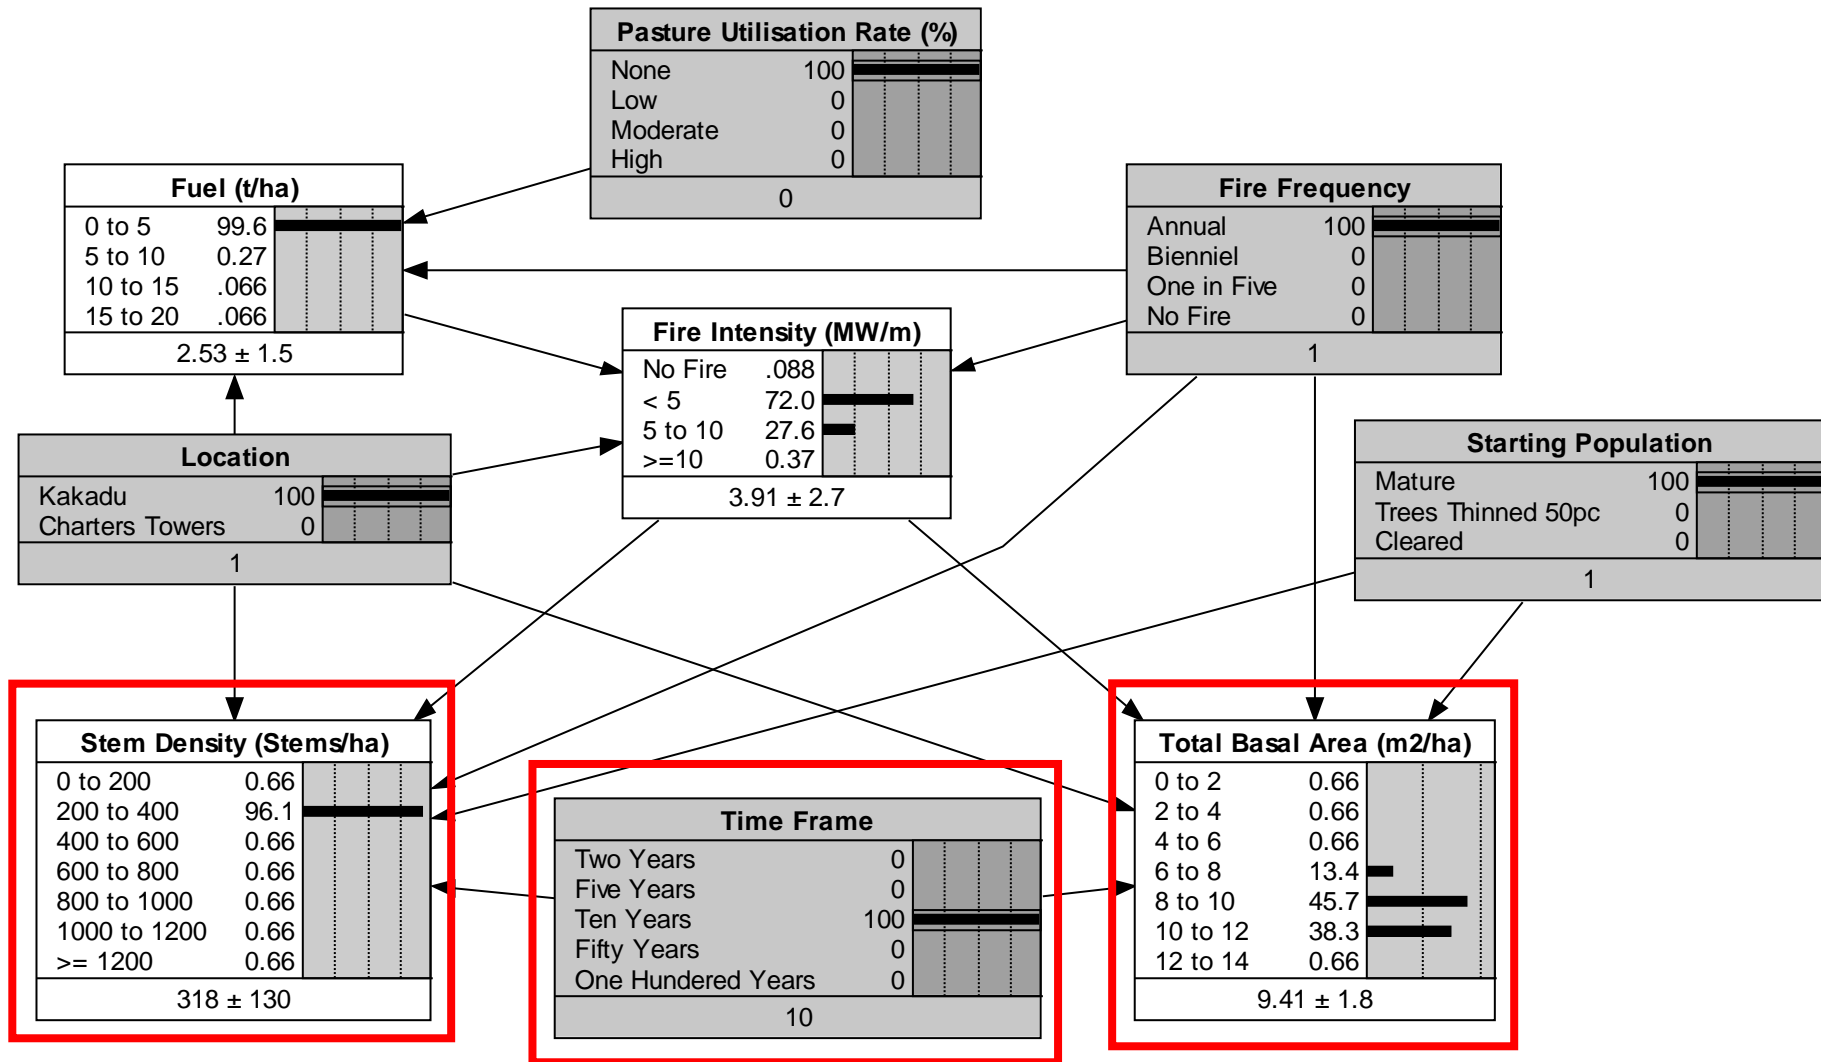 Pasture Utilisation Rate (%)
None 100
Low 0
Moderate 0
High 0
0
Fuel (t/ha)
0 to 5 99.6
5 to 10 0.27
10 to 15 .066
15 to 20 .066
2.53 ± 1.5
Fire Frequency
Annual 100
Bienniel 0
One in Five 0
No Fire 0
1
Fire Intensity (MW/m)
No Fire .088
< 5 72.0
5 to 10 27.6
>=10 0.37
3.91 ± 2.7
Location
Kakadu 100
Charters Towers 0
1
Starting Population
Mature 100
Trees Thinned 50pc 0
Cleared 0
1
Stem Density (Stems/ha)
0 to 200 0.66
200 to 400 96.1
400 to 600 0.66
600 to 800 0.66
800 to 1000 0.66
1000 to 1200 0.66
>= 1200 0.66
318 ± 130
Time Frame
Two Years 0
Five Years 0
Ten Years 100
Fifty Years 0
One Hundered Years 0
10
Total Basal Area (m2/ha)
0 to 2 0.66
2 to 4 0.66
4 to 6 0.66
6 to 8 13.4
8 to 10 45.7
10 to 12 38.3
12 to 14 0.66
9.41 ± 1.8